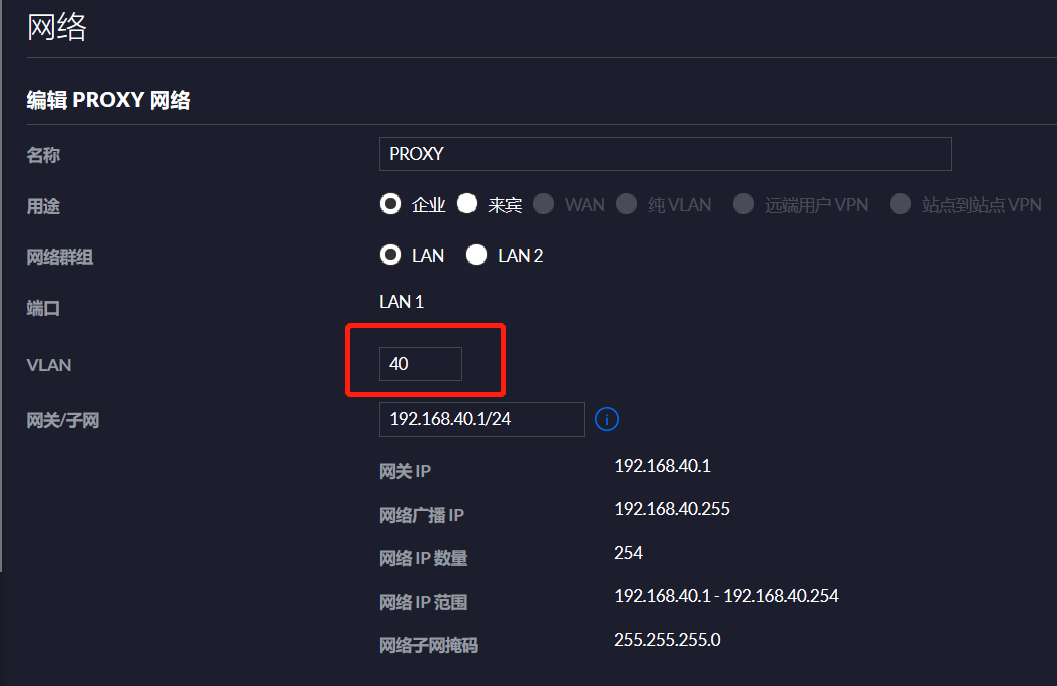 网络
编辑 PROXY 网络
名称 PROXY
用途 企业 来宾 WAN 纯 VLAN 远端用户 VPN 站点到站点 VPN
网络群组 LAN LAN 2
端口 LAN 1
VLAN 40
网关/子网 192.168.40.1/24
网关 IP 192.168.40.1
网络广播 IP 192.168.40.255
网络 IP 数量 254
网络 IP 范围 192.168.40.1 - 192.168.40.254
网络子网掩码 255.255.255.0